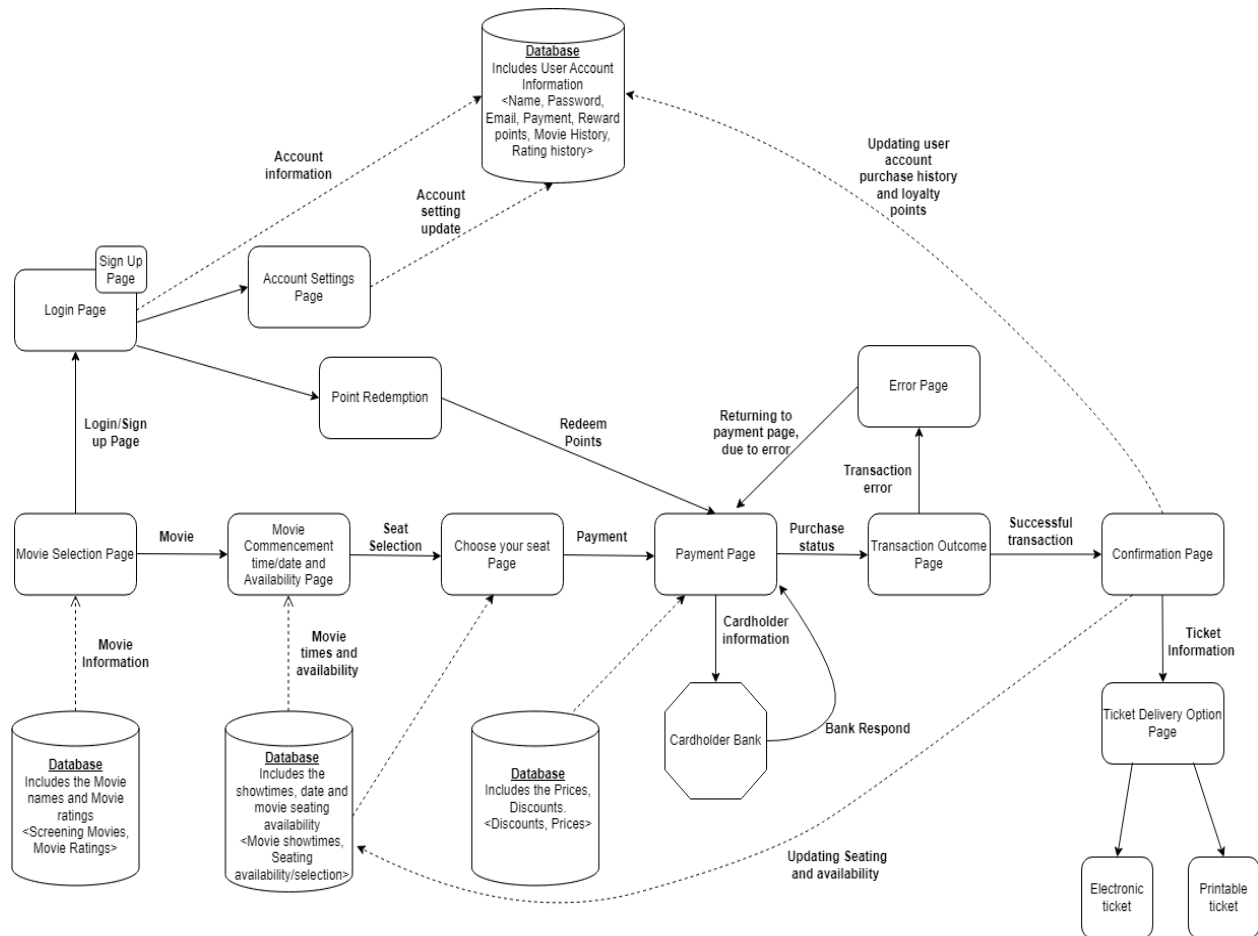 Database
Includes User Account
Information
<Name, Password,
Email, Payment, Reward
points, Movie History,
Rating history>
Account
information
Updating user
account
purchase history
and loyalty
points
Account
setting
update
Sign Up
Page
Login Page
Account Settings
Page
Point Redemption
Error Page
Login/Sign
up Page
Redeem
Points
Returning to
payment page,
due to error
Transaction
error
Movie Selection Page
Movie
Movie
Commencement
time/date and
Availability Page
Seat
Selection
Choose your seat
Page
Payment
Payment Page
Purchase
status
Transaction Outcome
Page
Successful
transaction
Confirmation Page
Movie
Information
Movie
times and
availability
Cardholder
information
Ticket
Information
Cardholder Bank
Bank Respond
Ticket Delivery Option
Page
Database
Includes the Movie
names and Movie
ratings
<Screening Movies,
Movie Ratings>
Database
Includes the
showtimes, date and
movie seating
availability
<Movie showtimes,
Seating
availability/selection>
Database
Includes the Prices,
Discounts.
<Discounts, Prices>
Updating Seating
and availability
Electronic
ticket
Printable
ticket